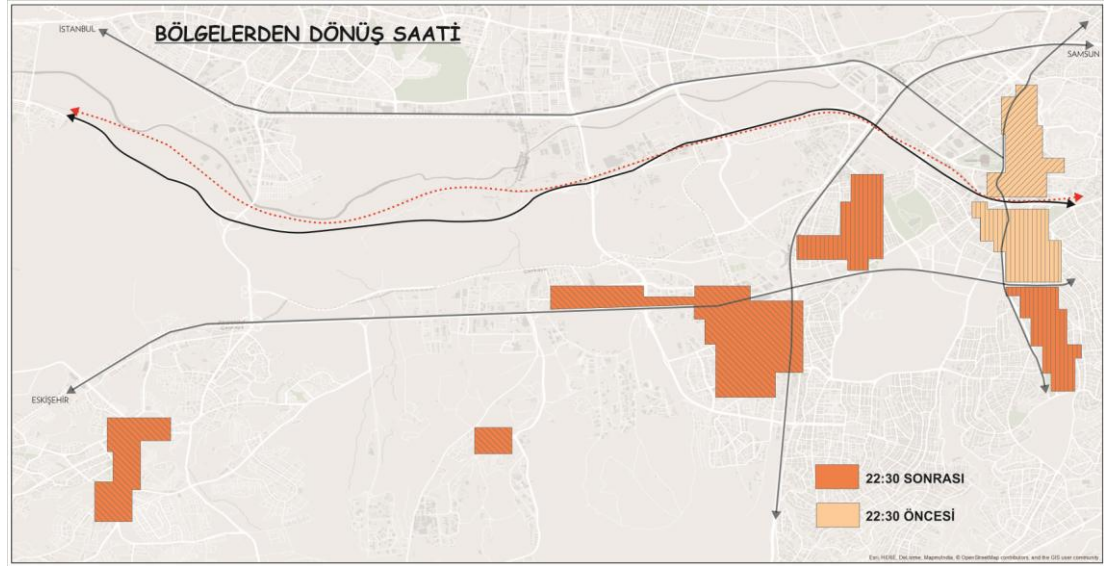 BÖLGELERDEN DÖNÜŞ SAATİ
İSTANBUL
SAMSUN
ESKİŞEHİR
22:30 SONRASI
22:30 ÖNCESİ
Esri, HERE, DeLorme, MapmyIndia, © OpenStreetMap contributors, and the GIS user community